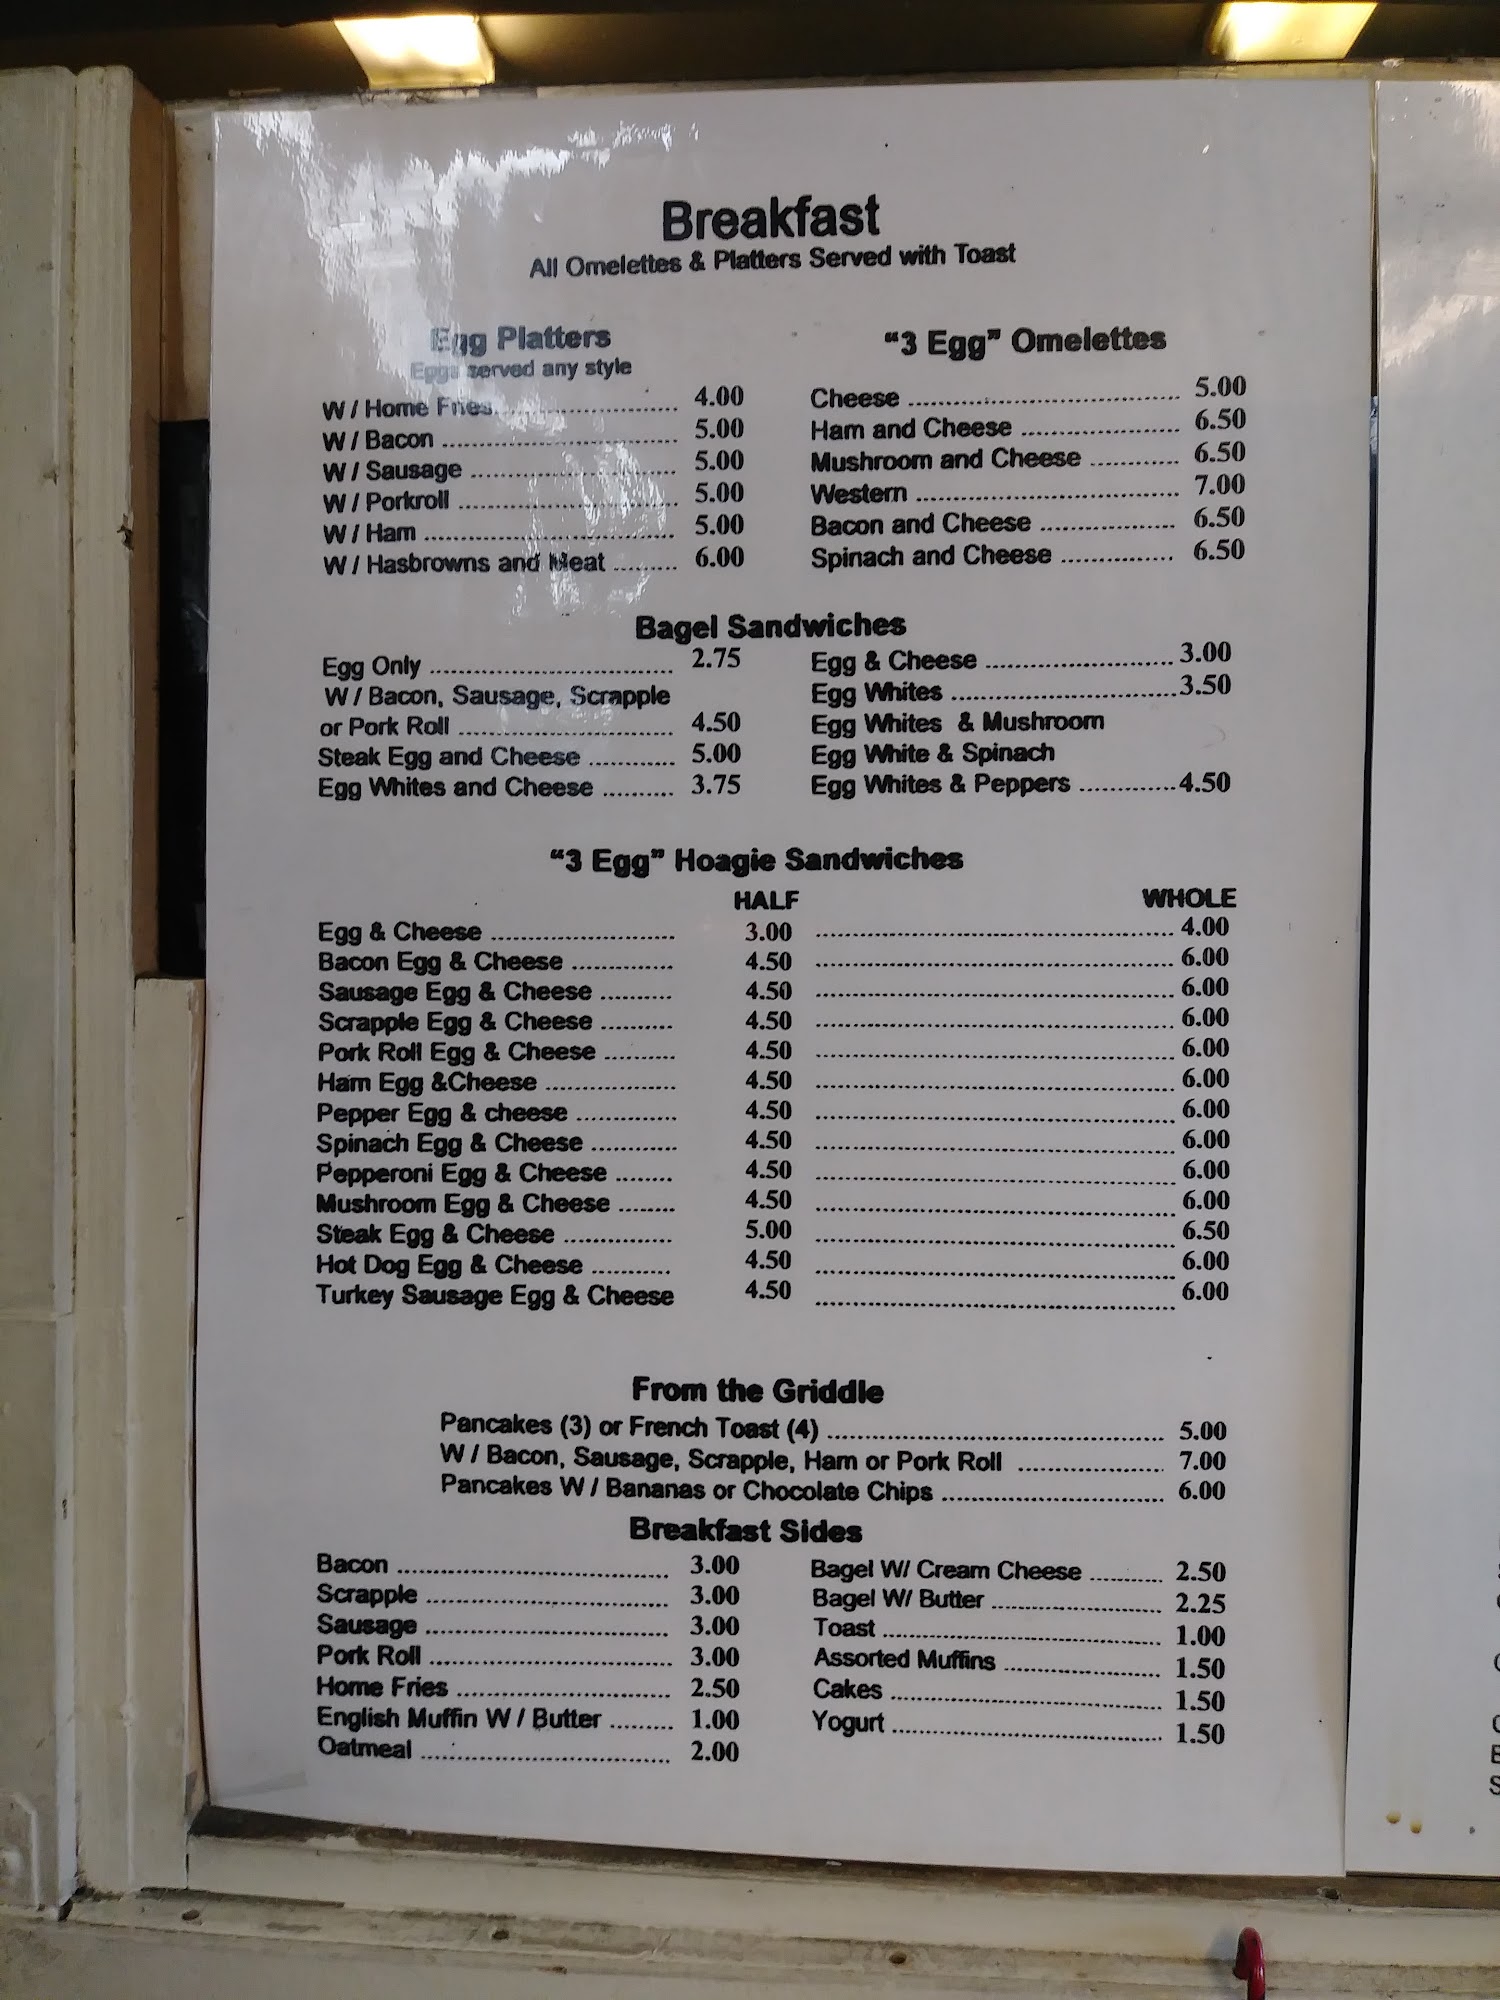 Breakfast
All Omelettes & Platters Served with Toast
Egg Platters
Eggs served any style
W / Home Fries ........................ 4.00
W / Bacon ........................ 5.00
W / Sausage ........................ 5.00
W / Porkroll ........................ 5.00
W / Ham ........................ 5.00
W / Hasbrowns and Meat ......... 6.00
“3 Egg” Omelettes
Cheese ........................ 5.00
Ham and Cheese ........................ 6.50
Mushroom and Cheese ............ 6.50
Western ........................ 7.00
Bacon and Cheese .................. 6.50
Spinach and Cheese ............... 6.50
Bagel Sandwiches
Egg Only ........................ 2.75
W / Bacon, Sausage, Scrapple
or Pork Roll ........................ 4.50
Steak Egg and Cheese ............ 5.00
Egg Whites and Cheese .......... 3.75
Egg & Cheese ........................ 3.00
Egg Whites ........................ 3.50
Egg Whites & Mushroom
Egg White & Spinach
Egg Whites & Peppers ............. 4.50
“3 Egg” Hoagie Sandwiches
HALF WHOLE
Egg & Cheese ........................ 3.00 ........................ 4.00
Bacon Egg & Cheese .............. 4.50 ........................ 6.00
Sausage Egg & Cheese .......... 4.50 ........................ 6.00
Scrapple Egg & Cheese .......... 4.50 ........................ 6.00
Pork Roll Egg & Cheese .......... 4.50 ........................ 6.00
Ham Egg &Cheese .................. 4.50 ........................ 6.00
Pepper Egg & cheese .............. 4.50 ........................ 6.00
Spinach Egg & Cheese ............ 4.50 ........................ 6.00
Pepperoni Egg & Cheese ........ 4.50 ........................ 6.00
Mushroom Egg & Cheese ........ 4.50 ........................ 6.00
Steak Egg & Cheese ............... 5.00 ........................ 6.50
Hot Dog Egg & Cheese ........... 4.50 ........................ 6.00
Turkey Sausage Egg & Cheese 4.50 ........................ 6.00
From the Griddle
Pancakes (3) or French Toast (4) ........................ 5.00
W / Bacon, Sausage, Scrapple, Ham or Pork Roll .................... 7.00
Pancakes W / Bananas or Chocolate Chips ........................ 6.00
Breakfast Sides
Bacon ........................ 3.00
Scrapple ........................ 3.00
Sausage ........................ 3.00
Pork Roll ........................ 3.00
Home Fries ........................ 2.50
English Muffin W / Butter ......... 1.00
Oatmeal ........................ 2.00
Bagel W/ Cream Cheese ........... 2.50
Bagel W/ Butter ........................ 2.25
Toast ........................ 1.00
Assorted Muffins ..................... 1.50
Cakes ........................ 1.50
Yogurt ........................ 1.50